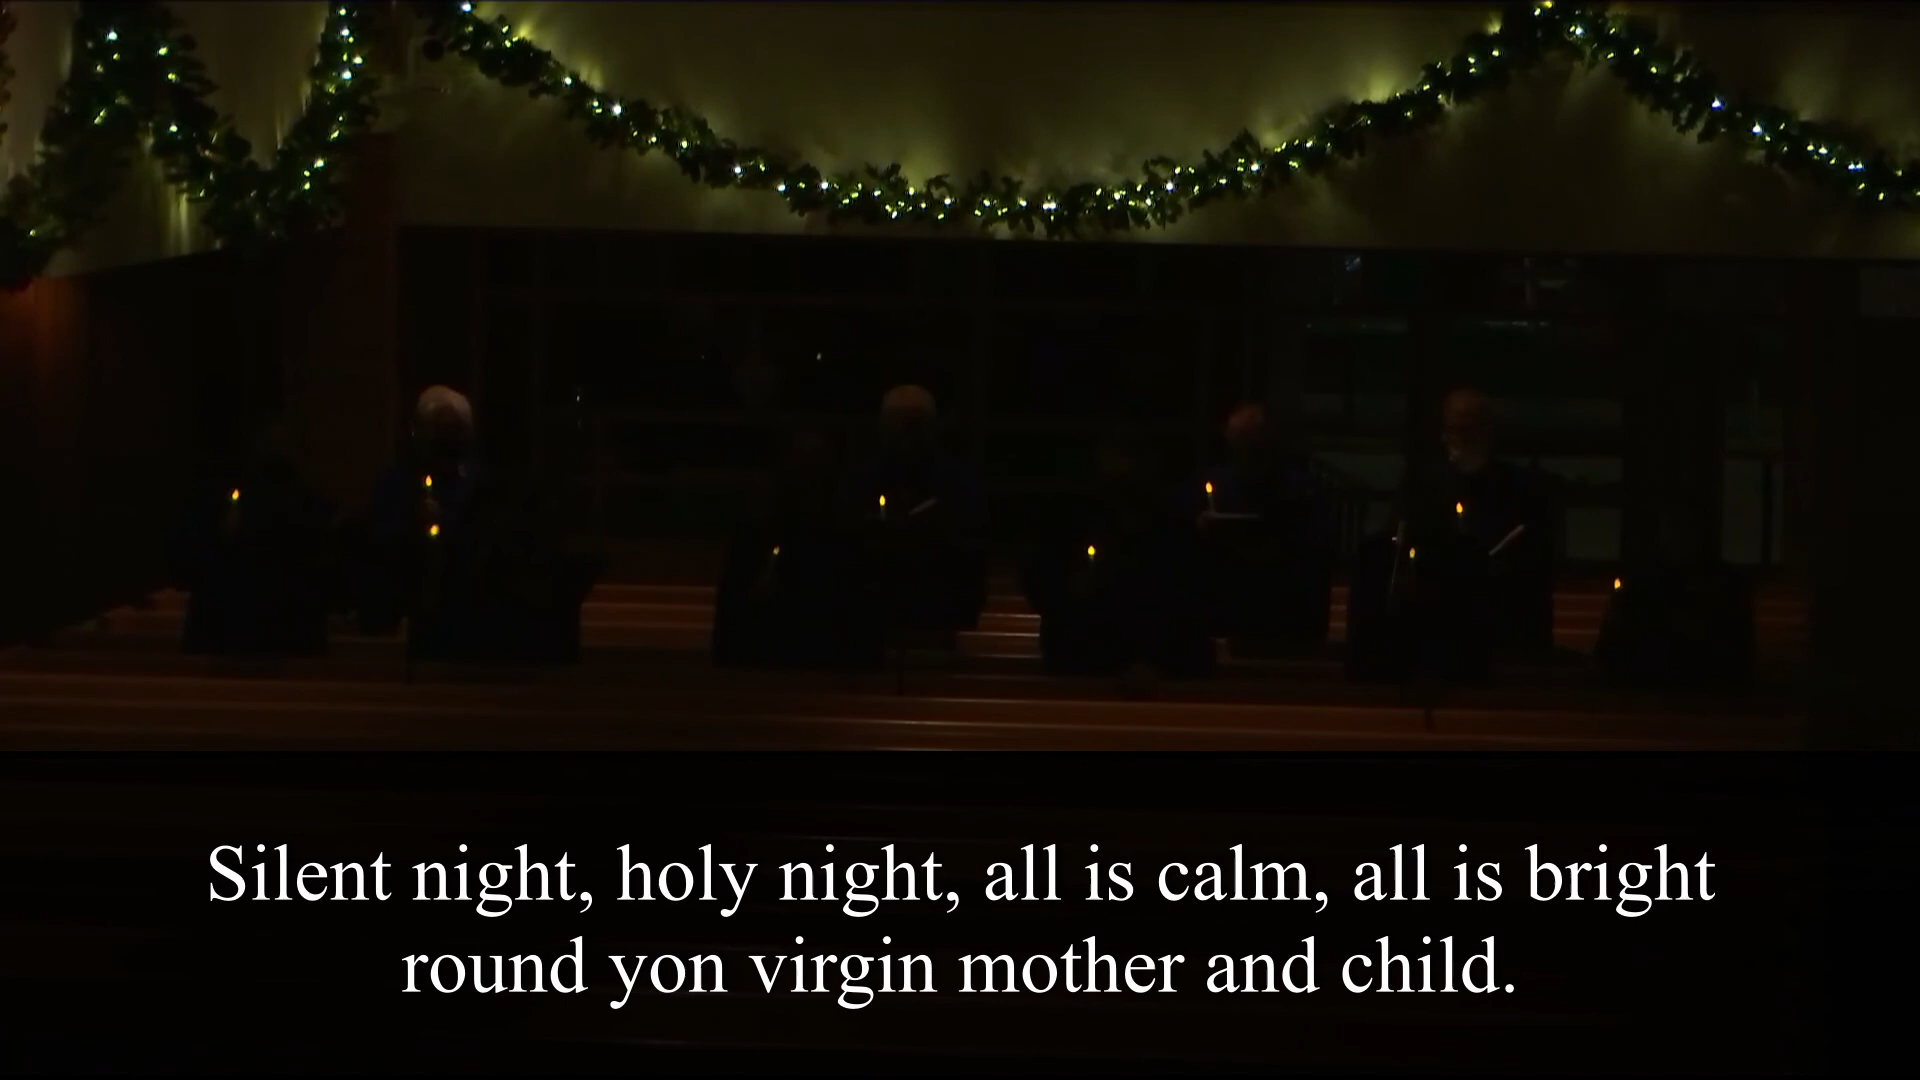 Silent night, holy night, all is calm, all is bright
round yon virgin mother and child.